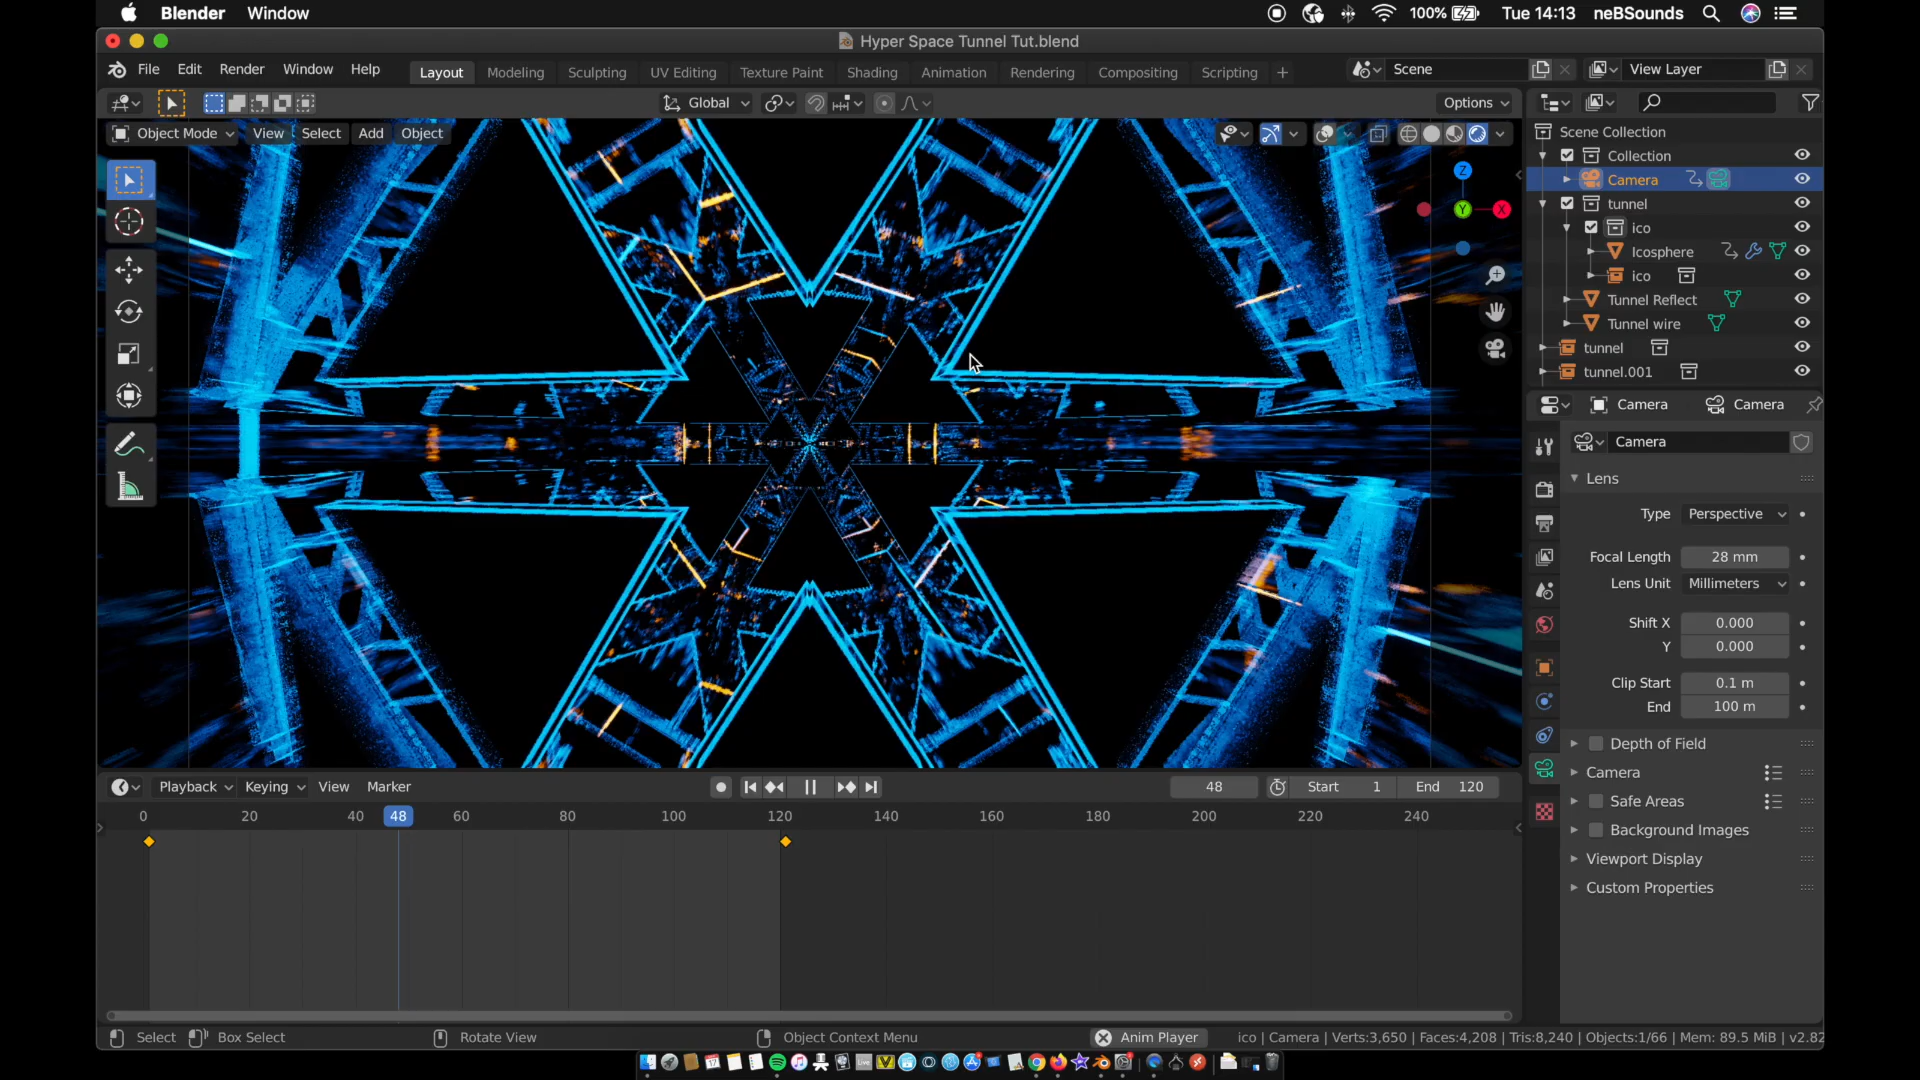 Blender Window 100% Tue 14:13 neBSounds
Hyper Space Tunnel Tut.blend
File Edit Render Window Help Layout Modeling Sculpting UV Editing Texture Paint Shading Animation Rendering Compositing Scripting + Scene View Layer
Global Options
Object Mode View Select Add Object
Scene Collection
Collection
Camera
tunnel
ico
Icosphere
ico
Tunnel Reflect
Tunnel wire
tunnel
tunnel.001
Z
Y X
Camera Camera
Camera
Lens
Type Perspective
Focal Length 28 mm
Lens Unit Millimeters
Shift X 0.000
Y 0.000
Clip Start 0.1 m
End 100 m
Depth of Field
Camera
Safe Areas
Background Images
Viewport Display
Custom Properties
Playback Keying View Marker 48 Start 1 End 120
0 20 40 48 60 80 100 120 140 160 180 200 220 240
Select Box Select Rotate View Object Context Menu Anim Player ico | Camera | Verts:3,650 | Faces:4,208 | Tris:8,240 | Objects:1/66 | Mem: 89.5 MiB | v2.82